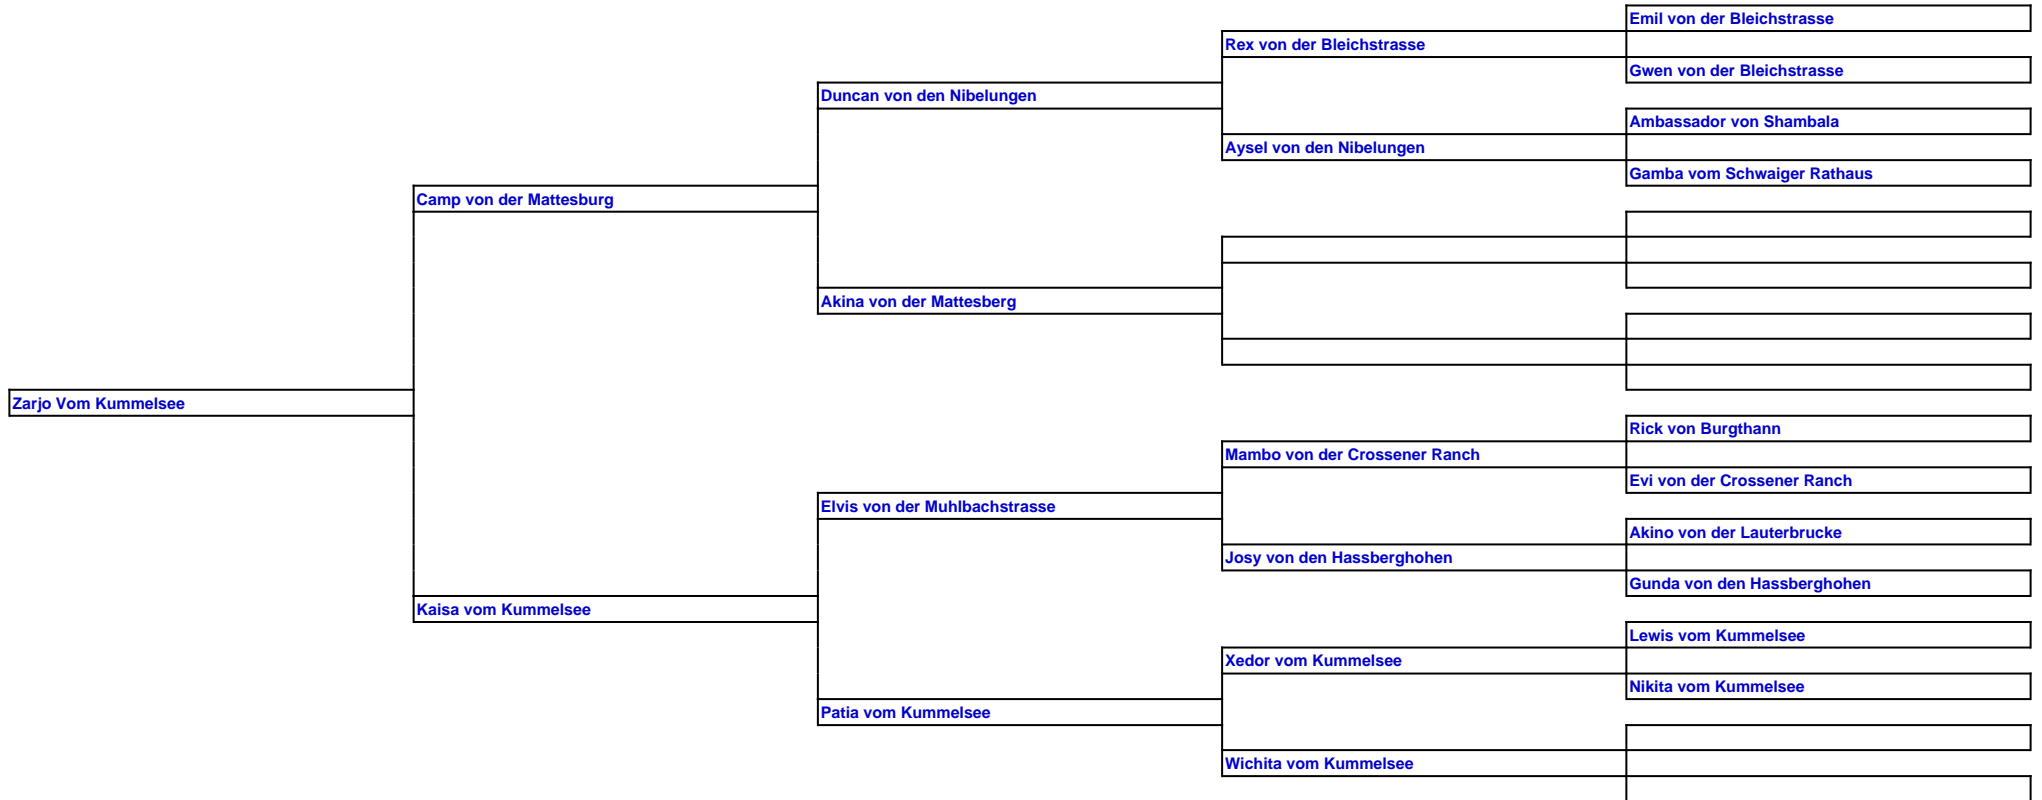 Emil von der Bleichstrasse
Rex von der Bleichstrasse
Gwen von der Bleichstrasse
Duncan von den Nibelungen
Ambassador von Shambala
Aysel von den Nibelungen
Gamba vom Schwaiger Rathaus
Camp von der Mattesburg
Akina von der Mattesberg
Zarjo Vom Kummelsee
Rick von Burgthann
Mambo von der Crossener Ranch
Evi von der Crossener Ranch
Elvis von der Muhlbachstrasse
Akino von der Lauterbrucke
Josy von den Hassberghohen
Gunda von den Hassberghohen
Kaisa vom Kummelsee
Lewis vom Kummelsee
Xedor vom Kummelsee
Nikita vom Kummelsee
Patia vom Kummelsee
Wichita vom Kummelsee